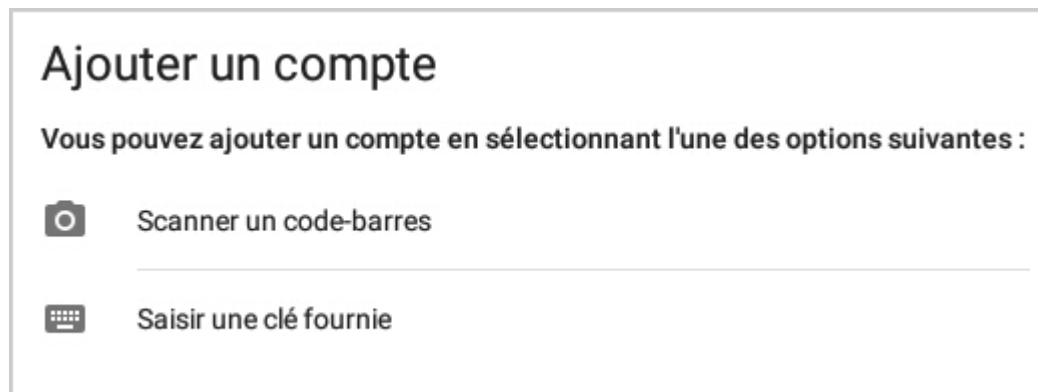 Ajouter un compte
Vous pouvez ajouter un compte en sélectionnant l'une des options suivantes :
Scanner un code-barres
Saisir une clé fournie